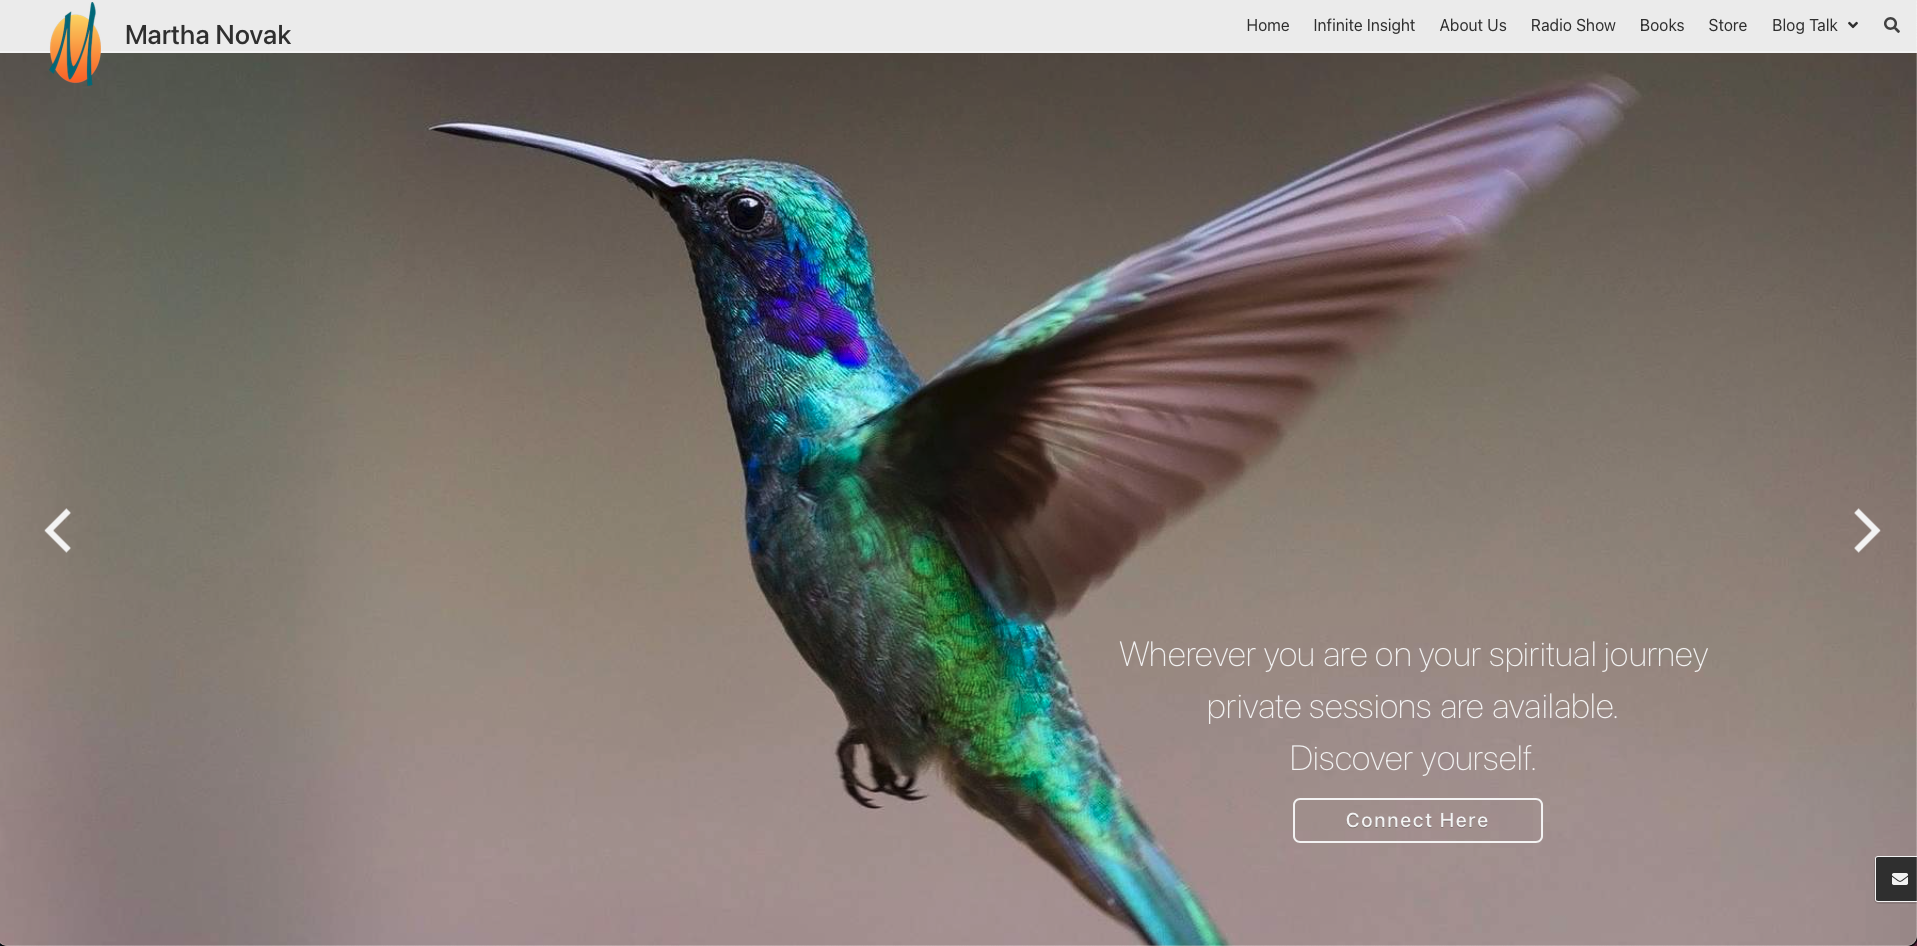 Martha Novak
Home Infinite Insight About Us Radio Show Books Store Blog Talk
Wherever you are on your spiritual journey
private sessions are available.
Discover yourself.
Connect Here